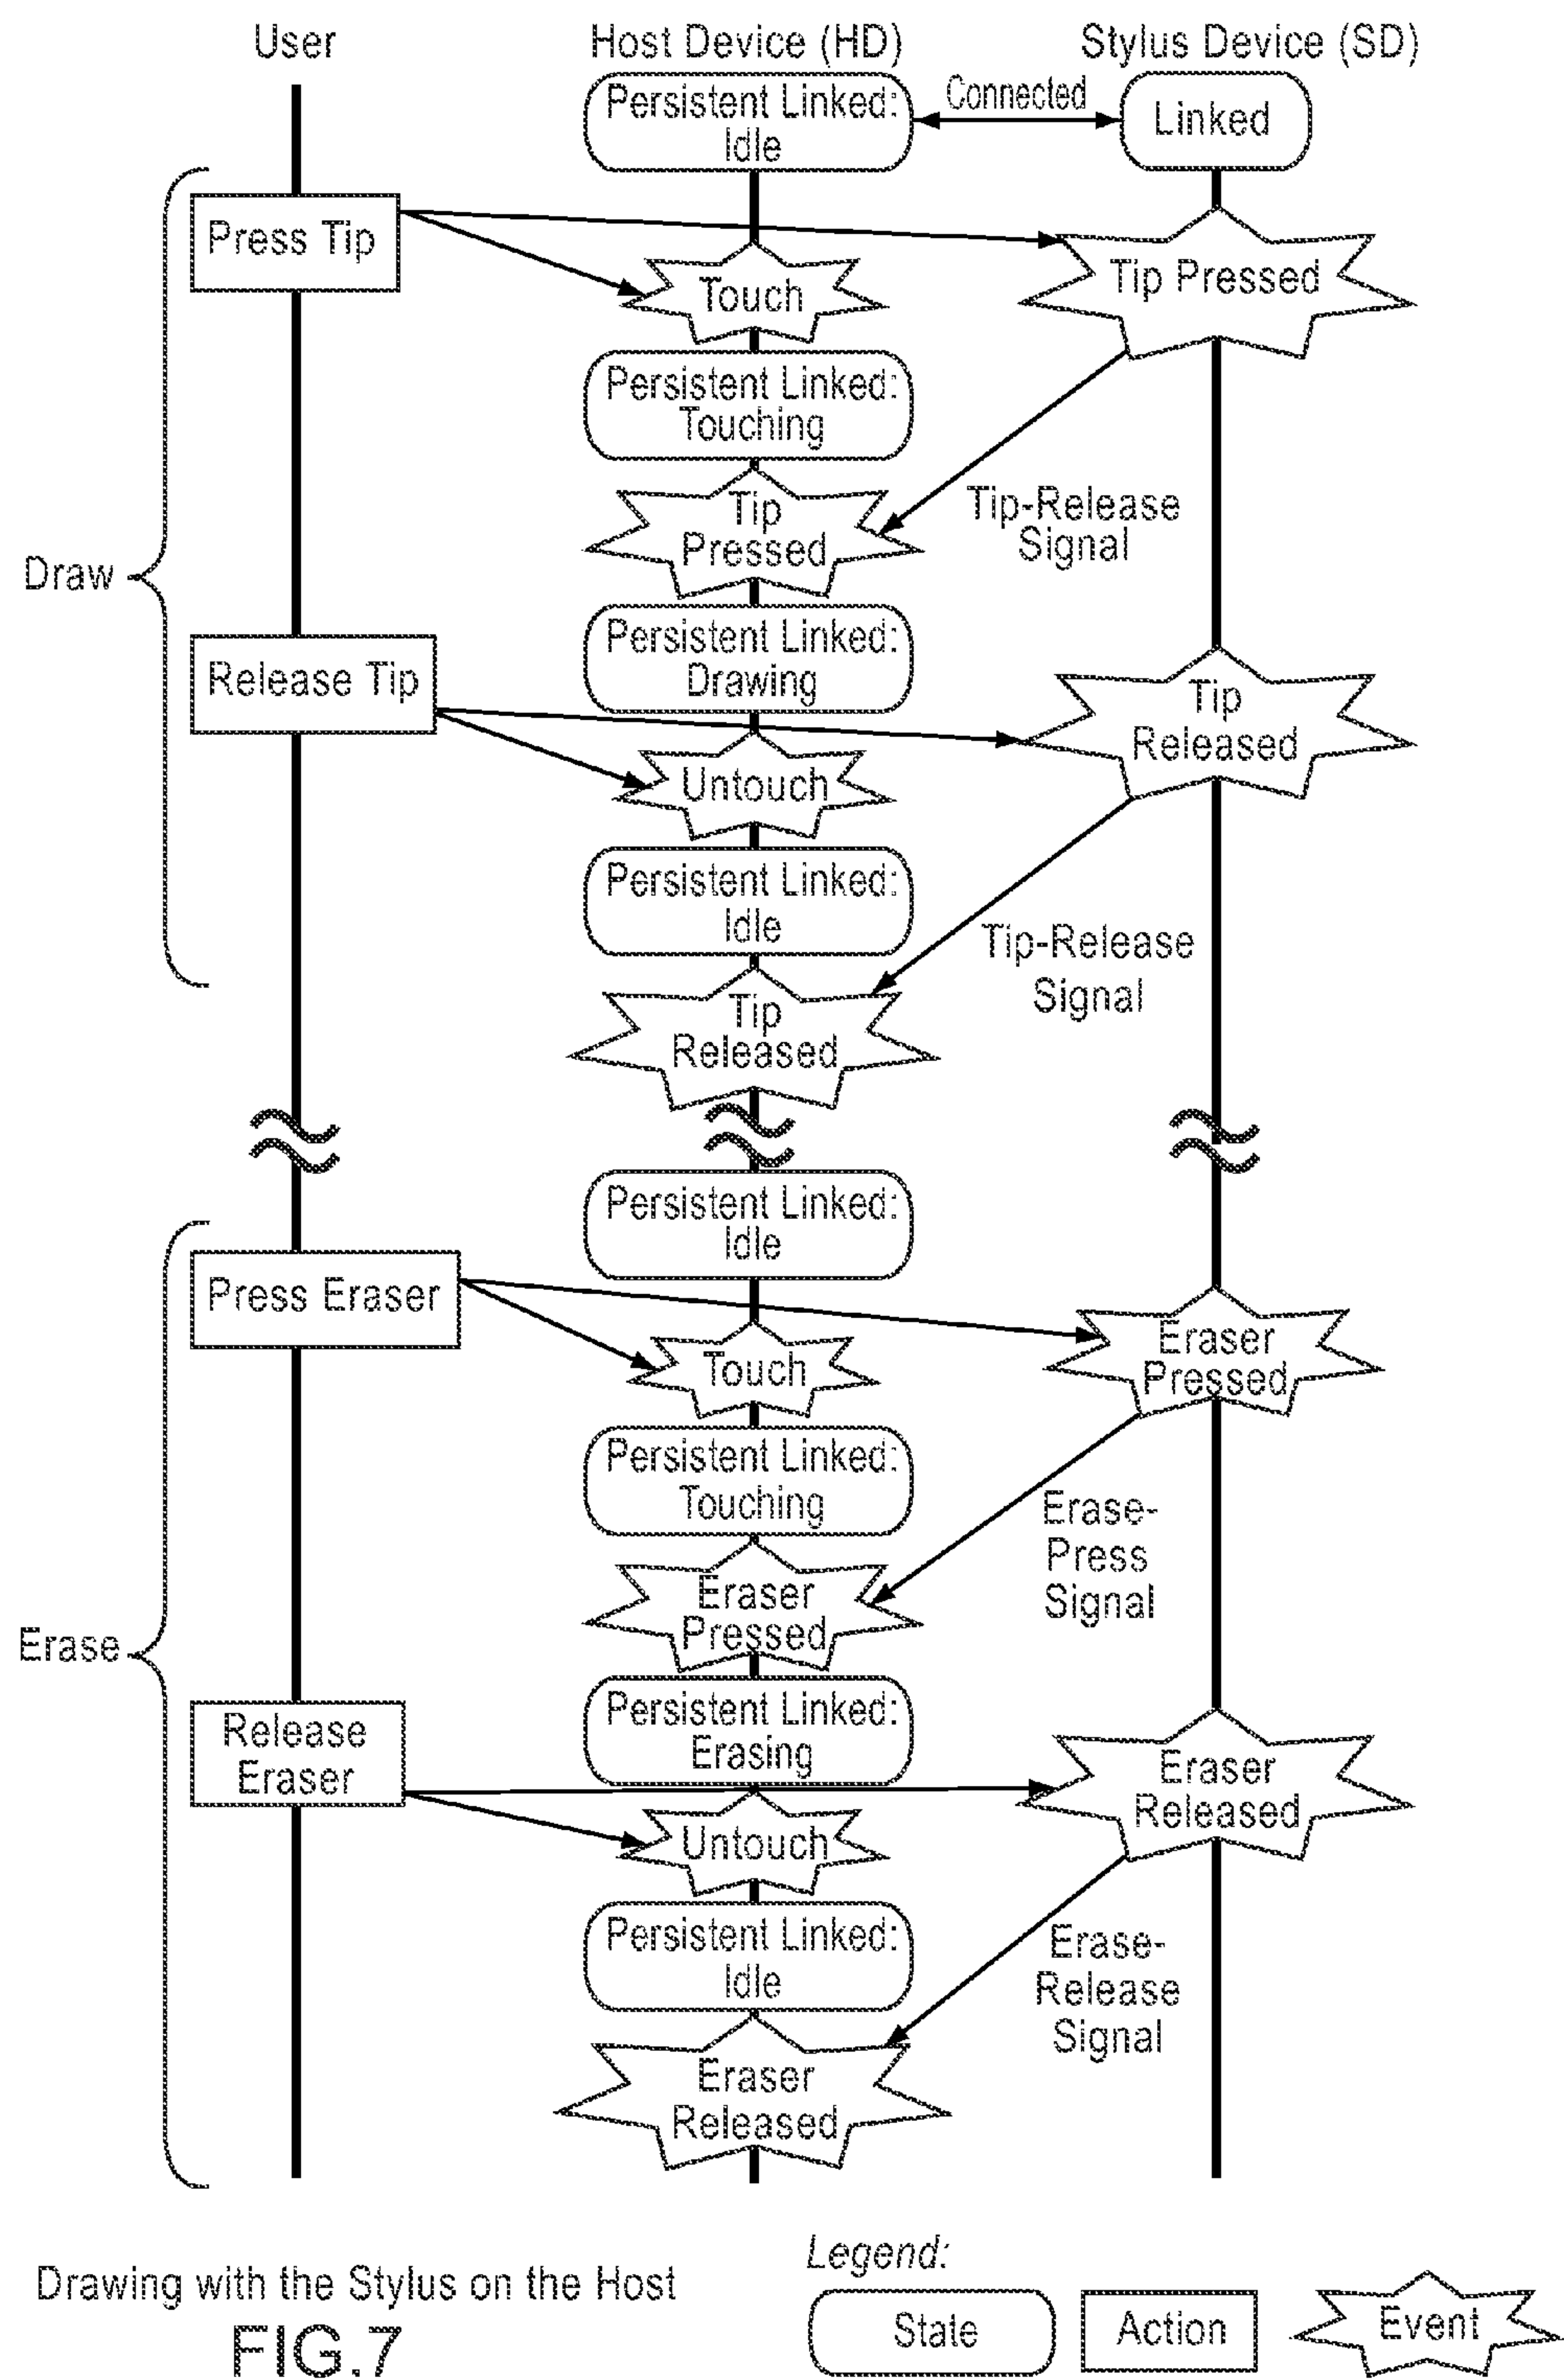 User
Host Device (HD)
Stylus Device (SD)
Persistent Linked:
Idle
Connected
Linked
Press Tip
Touch
Tip Pressed
Persistent Linked:
Touching
Tip
Pressed
Tip-Release
Signal
Draw
Persistent Linked:
Drawing
Release Tip
Tip
Released
Untouch
Persistent Linked:
Idle
Tip-Release
Signal
Tip
Released
Persistent Linked:
Idle
Press Eraser
Touch
Eraser
Pressed
Persistent Linked:
Touching
Erase-
Press
Signal
Eraser
Pressed
Erase
Persistent Linked:
Erasing
Release
Eraser
Eraser
Released
Untouch
Persistent Linked:
Idle
Erase-
Release
Signal
Eraser
Released
Drawing with the Stylus on the Host
FIG.7
Legend:
State
Action
Event